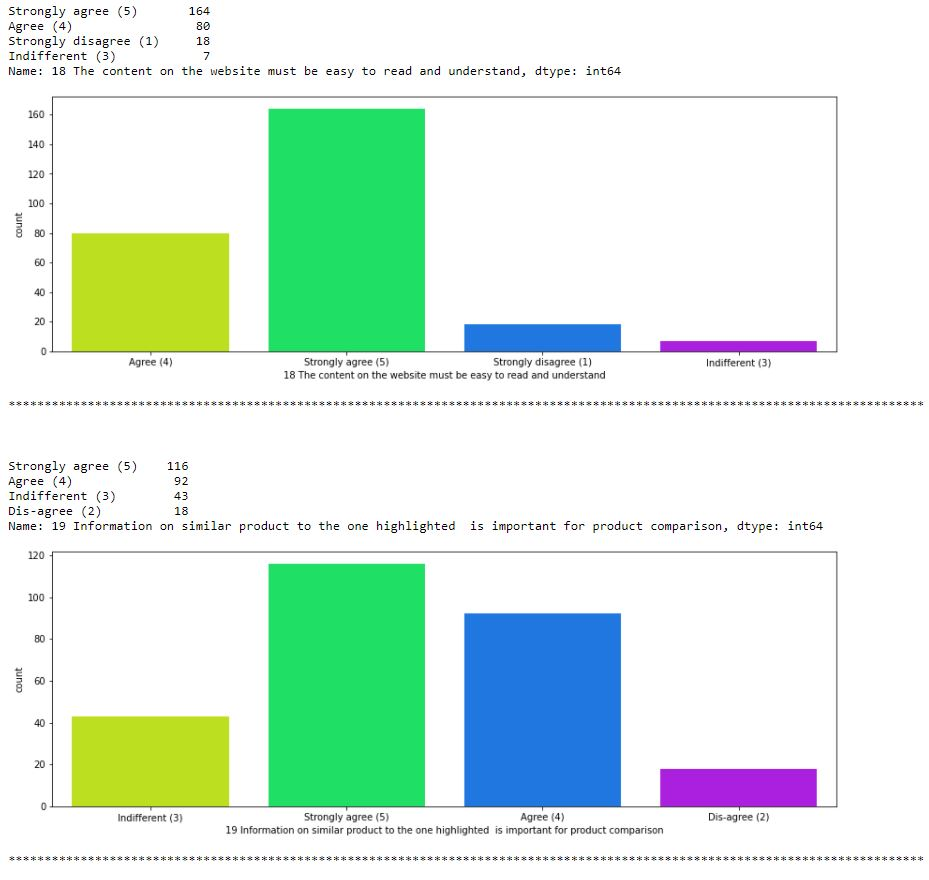 Strongly agree (5)       164
Agree (4)                 80
Strongly disagree (1)     18
Indifferent (3)            7
Name: 18 The content on the website must be easy to read and understand, dtype: int64
160
140
120
100
80
60
40
20
0
count
Agree (4) Strongly agree (5) Strongly disagree (1) Indifferent (3)
18 The content on the website must be easy to read and understand
*******************************************************************************************************************************
Strongly agree (5)    116
Agree (4)              92
Indifferent (3)        43
Dis-agree (2)          18
Name: 19 Information on similar product to the one highlighted  is important for product comparison, dtype: int64
120
100
80
60
40
20
0
count
Indifferent (3) Strongly agree (5) Agree (4) Dis-agree (2)
19 Information on similar product to the one highlighted  is important for product comparison
*******************************************************************************************************************************